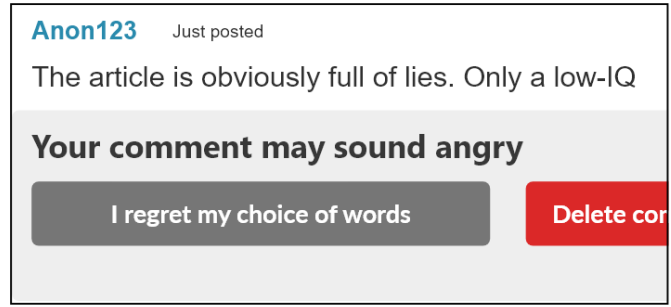 Anon123 Just posted
The article is obviously full of lies. Only a low-IQ
Your comment may sound angry
I regret my choice of words Delete